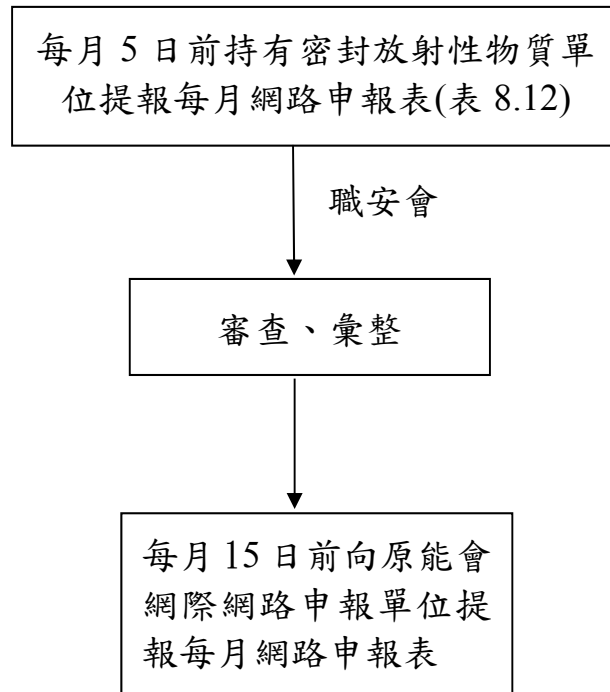 每月 5 日前持有密封放射性物質單
位提報每月網路申報表(表 8.12)
職安會
審查、彙整
每月 15 日前向原能會
網際網路申報單位提
報每月網路申報表